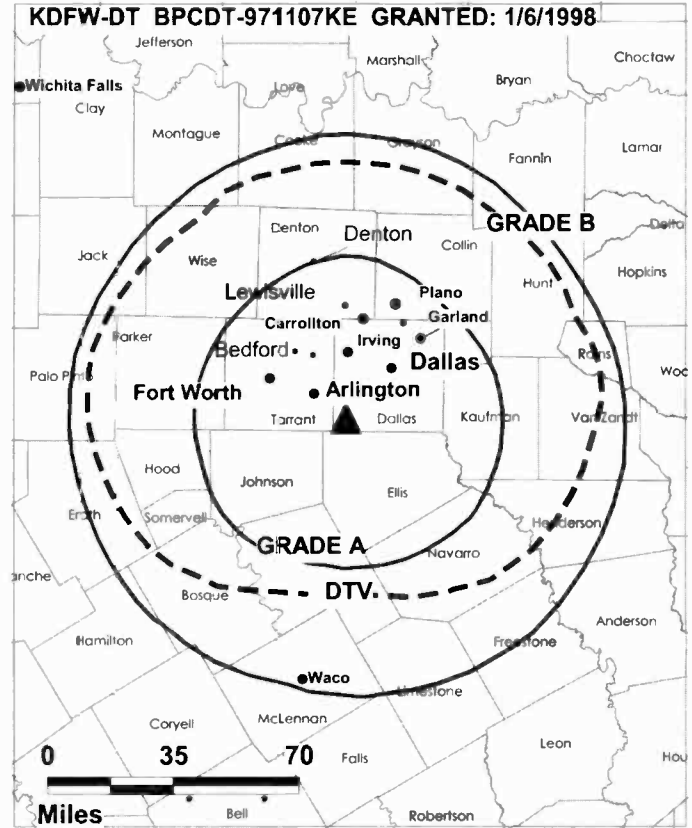 KDFW-DT BPCDT-971107KE GRANTED: 1/6/1998
Jefferson
Marshall
Choctaw
Love
Bryan
Wichita Falls
Clay
Montague
Cooke
Grayson
Fannin
Lamar
GRADE B
Delta
Denton
Denton
Collin
Jack
Wise
Hunt
Hopkins
Lewisville
Plano
Carrollton
Garland
Parker
Irving
Bedford
Dallas
Rains
Palo Pinto
Woo
Fort Worth
Arlington
Tarrant
Dallas
Kaufman
Van Zandt
Hood
Johnson
Ellis
Erath
Somervell
Henderson
GRADE A
Navarro
anche
Bosque
DTV
Anderson
Hamilton
Freestone
Waco
Limestone
McLennan
Coryell
Leon
Falls
Hou
0 35 70
Miles
Bell
Robertson